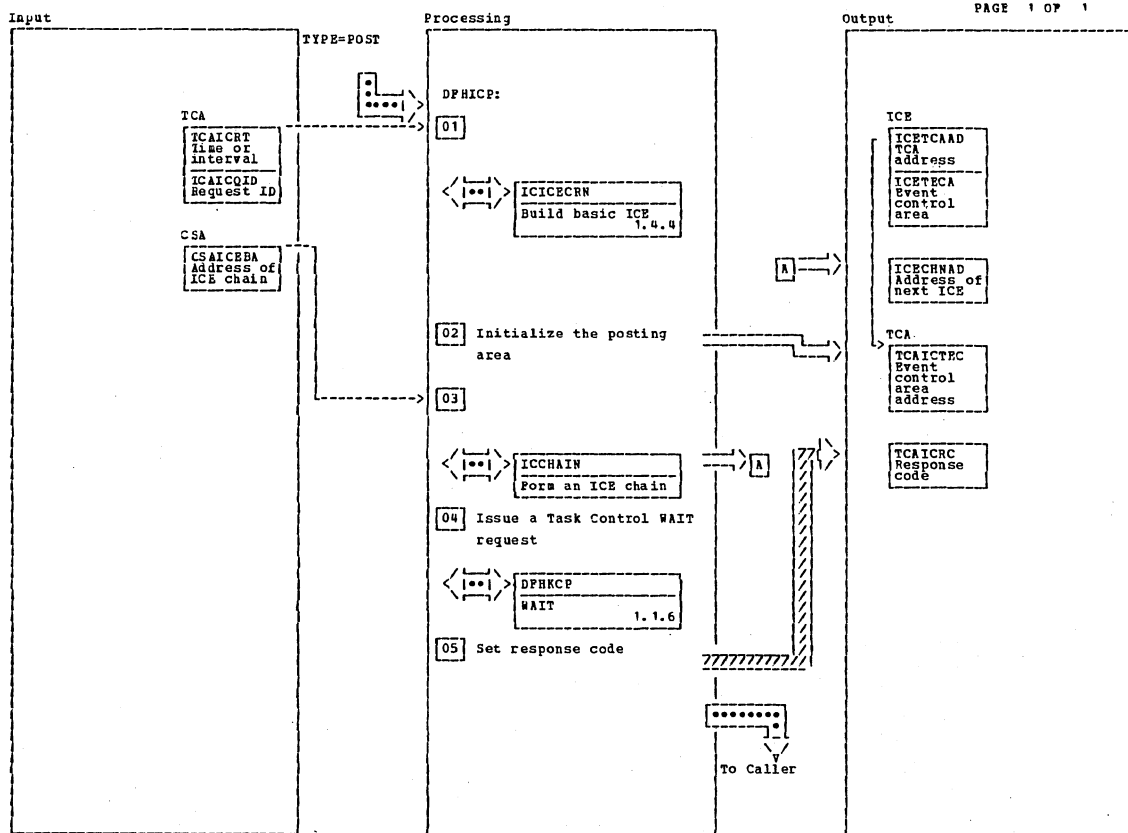 PAGE 1 OF 1
Input
Processing
Output
TYPE=POST
DFHICP:
TCA
TCAICRT
Time or
interval
TCAICQID
Request ID
01
ICE
ICETCAAD
TCA
address
ICETECA
Event
control
area
ICICECRN
Build basic ICE
1.4.4
CSA
CSAICEBA
Address of
ICE chain
A
ICECHNAD
Address of
next ICE
02 Initialize the posting
area
TCA
TCAICTEC
Event
control
area
address
03
ICCHAIN
Form an ICE chain
A
TCAICRC
Response
code
04 Issue a Task Control WAIT
request
DFHKCP
WAIT
1.1.6
05 Set response code
To Caller